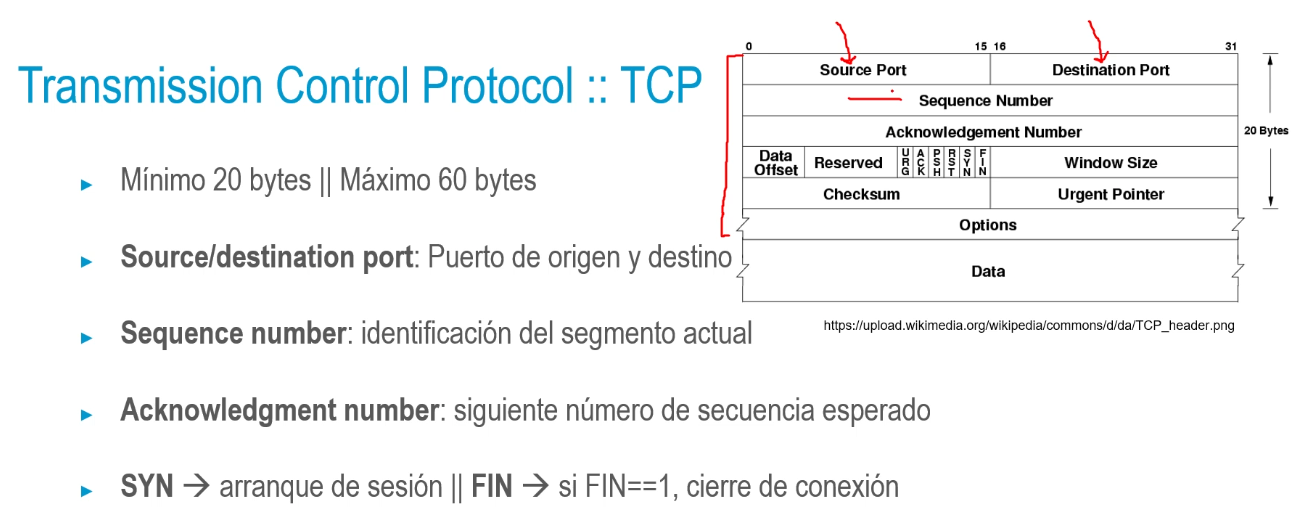 Transmission Control Protocol :: TCP
► Mínimo 20 bytes || Máximo 60 bytes
► Source/destination port: Puerto de origen y destino
► Sequence number: identificación del segmento actual
► Acknowledgment number: siguiente número de secuencia esperado
► SYN → arranque de sesión || FIN → si FIN==1, cierre de conexión
0 15 16 31
Source Port Destination Port
Sequence Number
Acknowledgement Number
Data Offset Reserved URG ACK PSH RST SYN FIN Window Size
Checksum Urgent Pointer
Options
Data
20 Bytes
https://upload.wikimedia.org/wikipedia/commons/d/da/TCP_header.png